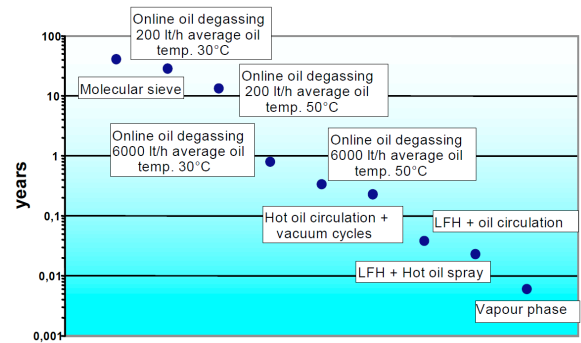 Online oil degassing
200 lt/h average oil
temp. 30°C
100
Molecular sieve
Online oil degassing
200 lt/h average oil
temp. 50°C
10
Online oil degassing
6000 lt/h average oil
temp. 30°C
Online oil degassing
6000 lt/h average oil
temp. 50°C
1
years
Hot oil circulation +
vacuum cycles
LFH + oil circulation
0,1
LFH + Hot oil spray
0,01
Vapour phase
0,001